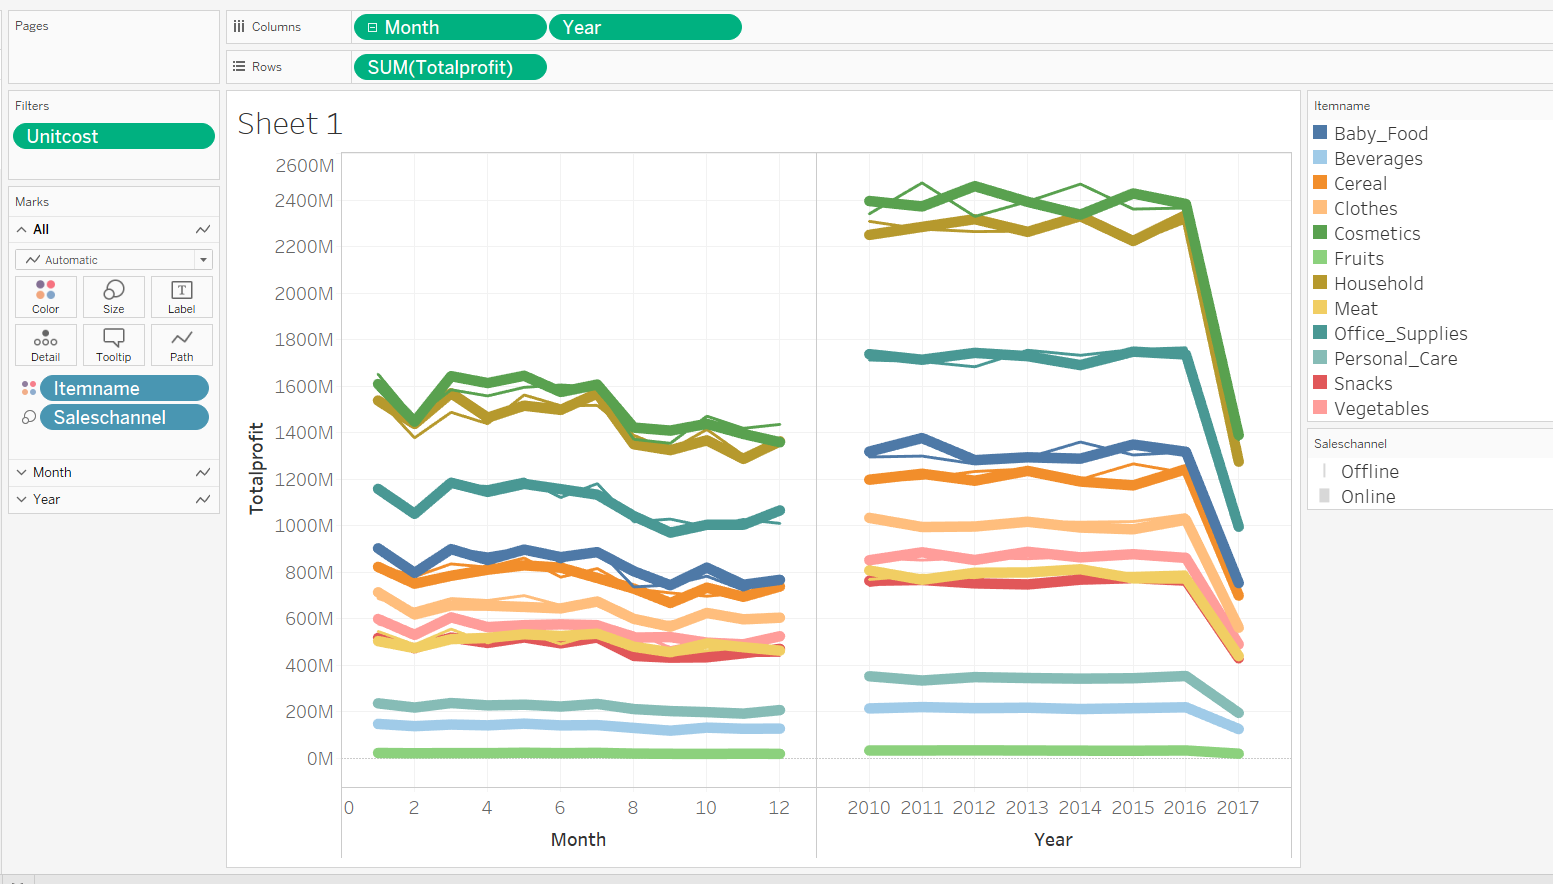 Pages
Columns
Month
Year
Rows
SUM(Totalprofit)
Filters
Unitcost
Marks
All
Automatic
Color
Size
Label
Detail
Tooltip
Path
Itemname
Saleschannel
Month
Year
Sheet 1
Totalprofit
2600M
2400M
2200M
2000M
1800M
1600M
1400M
1200M
1000M
800M
600M
400M
200M
0M
0 2 4 6 8 10 12
Month
2010 2011 2012 2013 2014 2015 2016 2017
Year
Itemname
Baby_Food
Beverages
Cereal
Clothes
Cosmetics
Fruits
Household
Meat
Office_Supplies
Personal_Care
Snacks
Vegetables
Saleschannel
Offline
Online